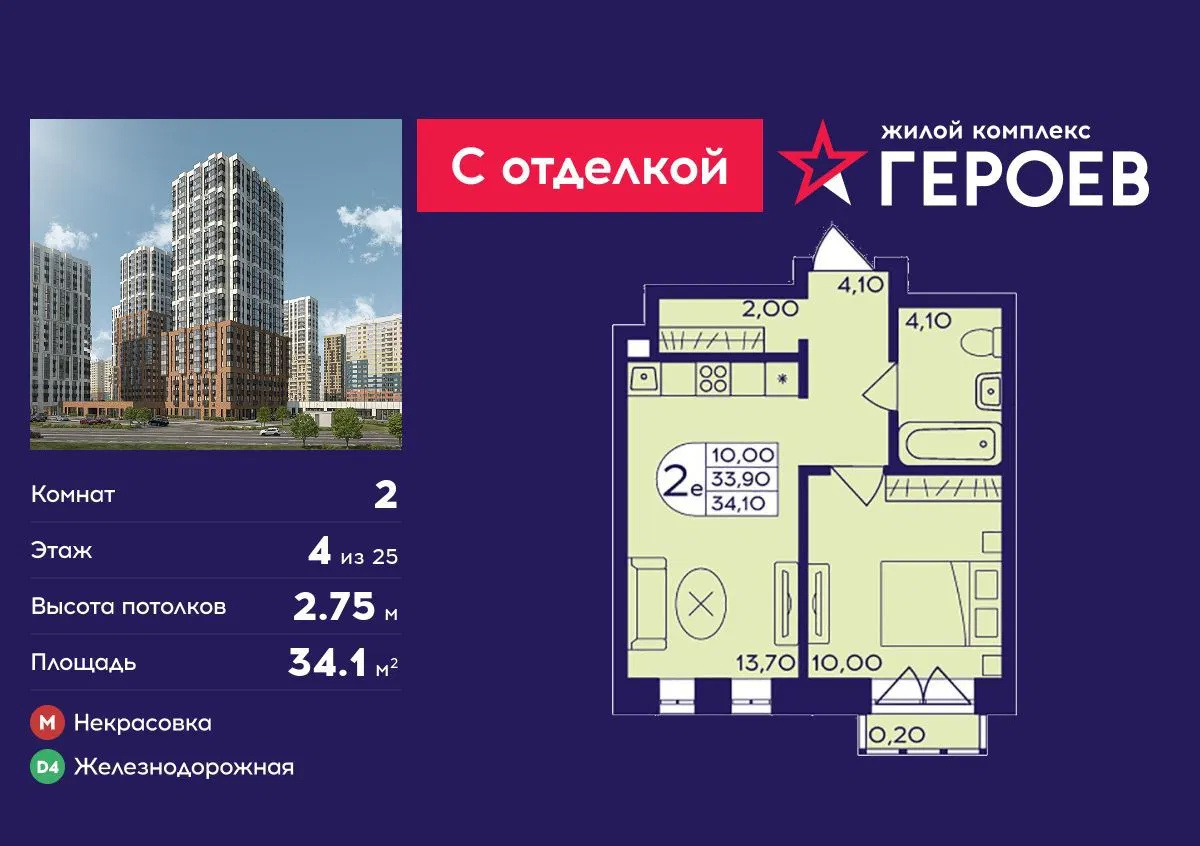 С отделкой
жилой комплекс
ГЕРОЕВ
Комнат 2
Этаж 4 из 25
Высота потолков 2.75 м
Площадь 34.1 м²
М Некрасовка
D4 Железнодорожная
4,10
2,00
4,10
2е
10,00
33,90
34,10
13,70
10,00
0,20